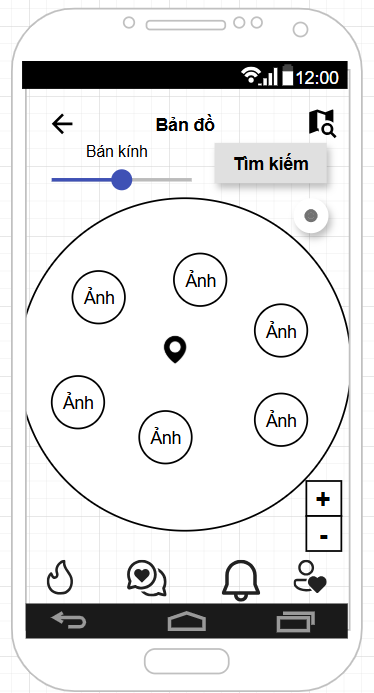 12:00
Bản đồ
Bán kính
Tìm kiếm
Ảnh
Ảnh
Ảnh
Ảnh
Ảnh
Ảnh
+
-